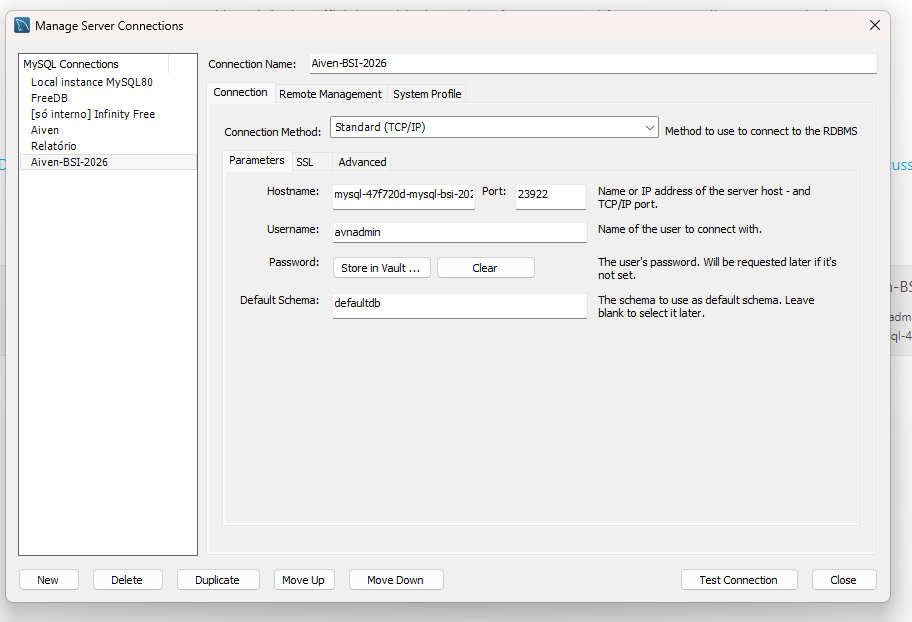 Manage Server Connections
MySQL Connections
Local instance MySQL80
FreeDB
[só interno] Infinity Free
Aiven
Relatório
Aiven-BSI-2026
Connection Name: Aiven-BSI-2026
Connection Remote Management System Profile
Connection Method: Standard (TCP/IP) Method to use to connect to the RDBMS
Parameters SSL Advanced
Hostname: mysql-47f720d-mysql-bsi-202 Port: 23922 Name or IP address of the server host - and
TCP/IP port.
Username: avnadmin Name of the user to connect with.
Password: Store in Vault ... Clear The user's password. Will be requested later if it's
not set.
Default Schema: defaultdb The schema to use as default schema. Leave
blank to select it later.
New Delete Duplicate Move Up Move Down Test Connection Close